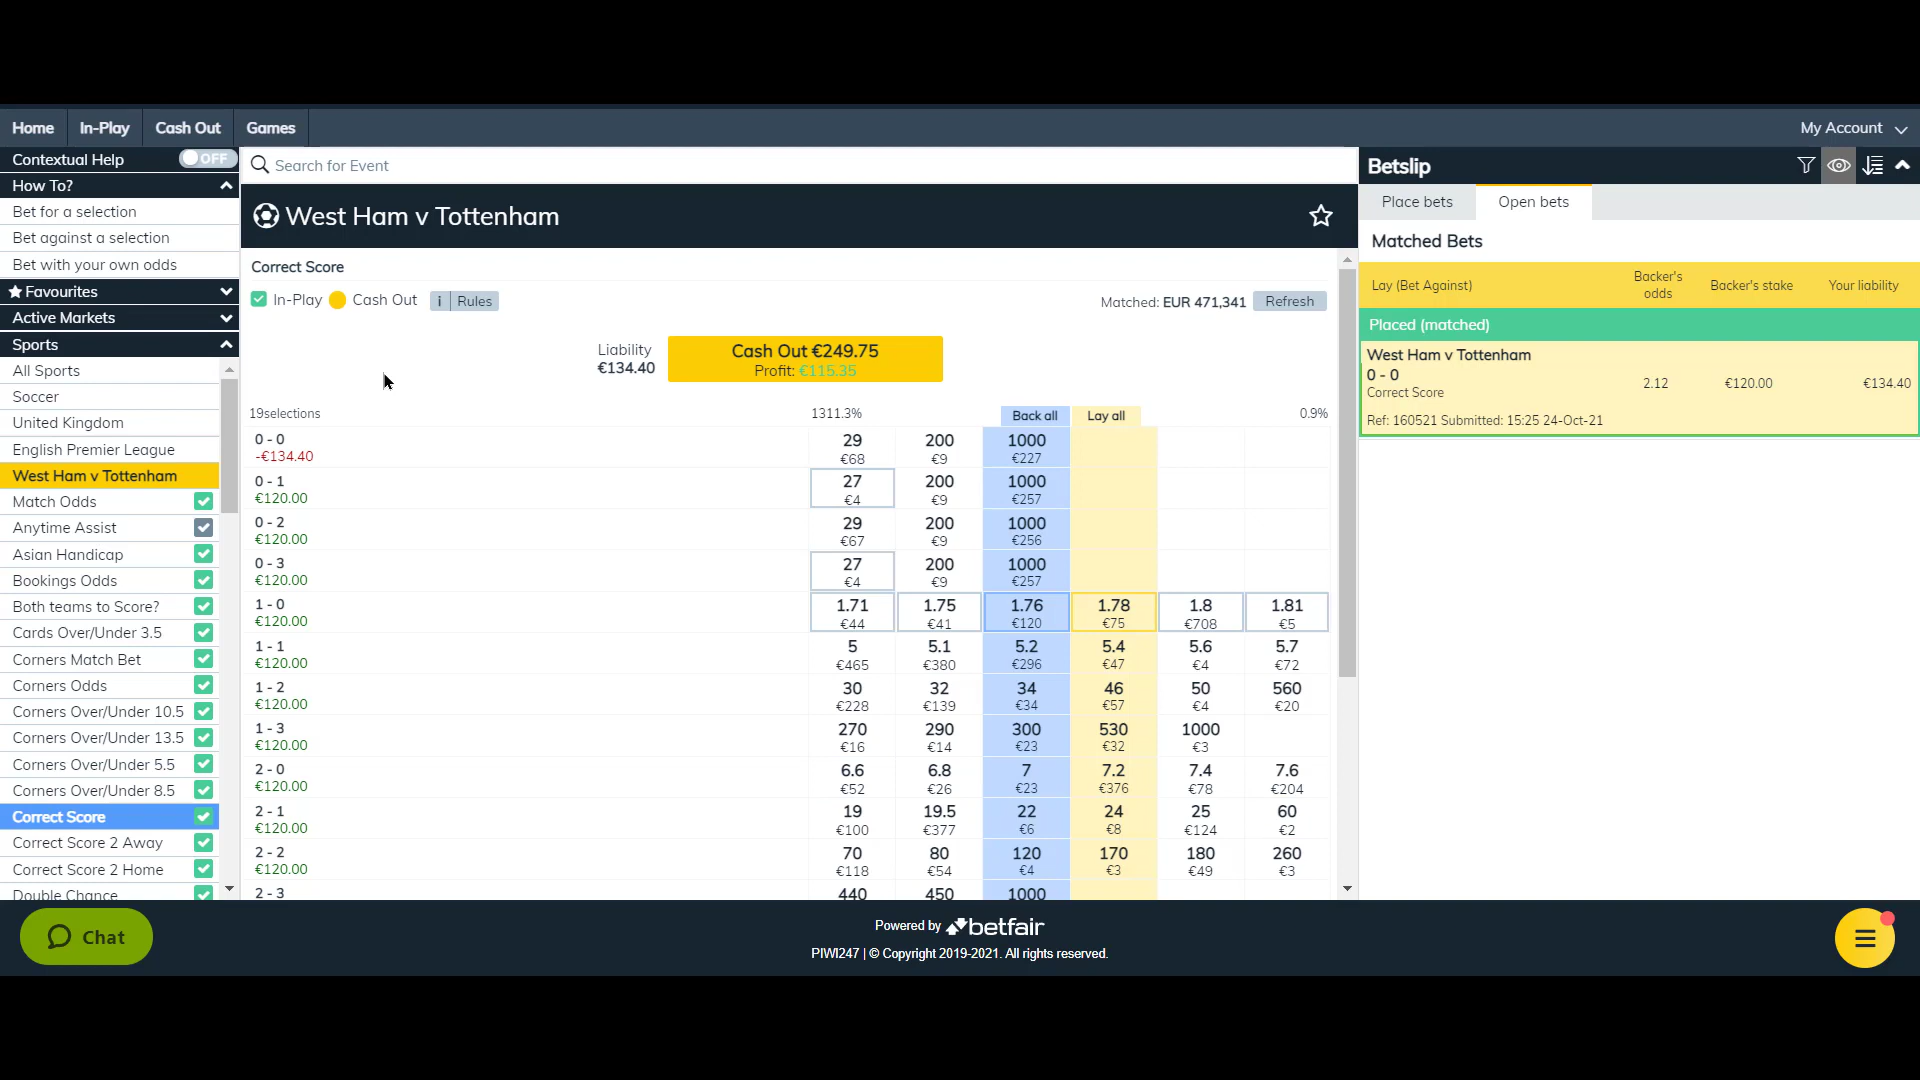 Home In-Play Cash Out Games My Account
Contextual Help OFF
How To?
Bet for a selection
Bet against a selection
Bet with your own odds
Favourites
Active Markets
Sports
All Sports
Soccer
United Kingdom
English Premier League
West Ham v Tottenham
Match Odds
Anytime Assist
Asian Handicap
Bookings Odds
Both teams to Score?
Cards Over/Under 3.5
Corners Match Bet
Corners Odds
Corners Over/Under 10.5
Corners Over/Under 13.5
Corners Over/Under 5.5
Corners Over/Under 8.5
Correct Score
Correct Score 2 Away
Correct Score 2 Home
Double Chance
Search for Event
West Ham v Tottenham
Correct Score
In-Play Cash Out i Rules Matched: EUR 471,341 Refresh
Liability
€134.40
Cash Out €249.75
Profit: €115.35
19selections 1311.3% Back all Lay all 0.9%
0 - 0 29 200 1000
-€134.40 €68 €9 €227
0 - 1 27 200 1000
€120.00 €4 €9 €257
0 - 2 29 200 1000
€120.00 €67 €9 €256
0 - 3 27 200 1000
€120.00 €4 €9 €257
1 - 0 1.71 1.75 1.76 1.78 1.8 1.81
€120.00 €44 €41 €120 €75 €708 €5
1 - 1 5 5.1 5.2 5.4 5.6 5.7
€120.00 €465 €380 €296 €47 €4 €72
1 - 2 30 32 34 46 50 560
€120.00 €228 €139 €34 €57 €4 €20
1 - 3 270 290 300 530 1000
€120.00 €16 €14 €23 €32 €3
2 - 0 6.6 6.8 7 7.2 7.4 7.6
€120.00 €52 €26 €23 €376 €78 €204
2 - 1 19 19.5 22 24 25 60
€120.00 €100 €377 €6 €8 €124 €2
2 - 2 70 80 120 170 180 260
€120.00 €118 €54 €4 €3 €49 €3
2 - 3 440 450 1000
Betslip
Place bets Open bets
Matched Bets
Lay (Bet Against) Backer's odds Backer's stake Your liability
Placed (matched)
West Ham v Tottenham
0 - 0 2.12 €120.00 €134.40
Correct Score
Ref: 160521 Submitted: 15:25 24-Oct-21
Chat
Powered by betfair
PIWI247 | © Copyright 2019-2021. All rights reserved.